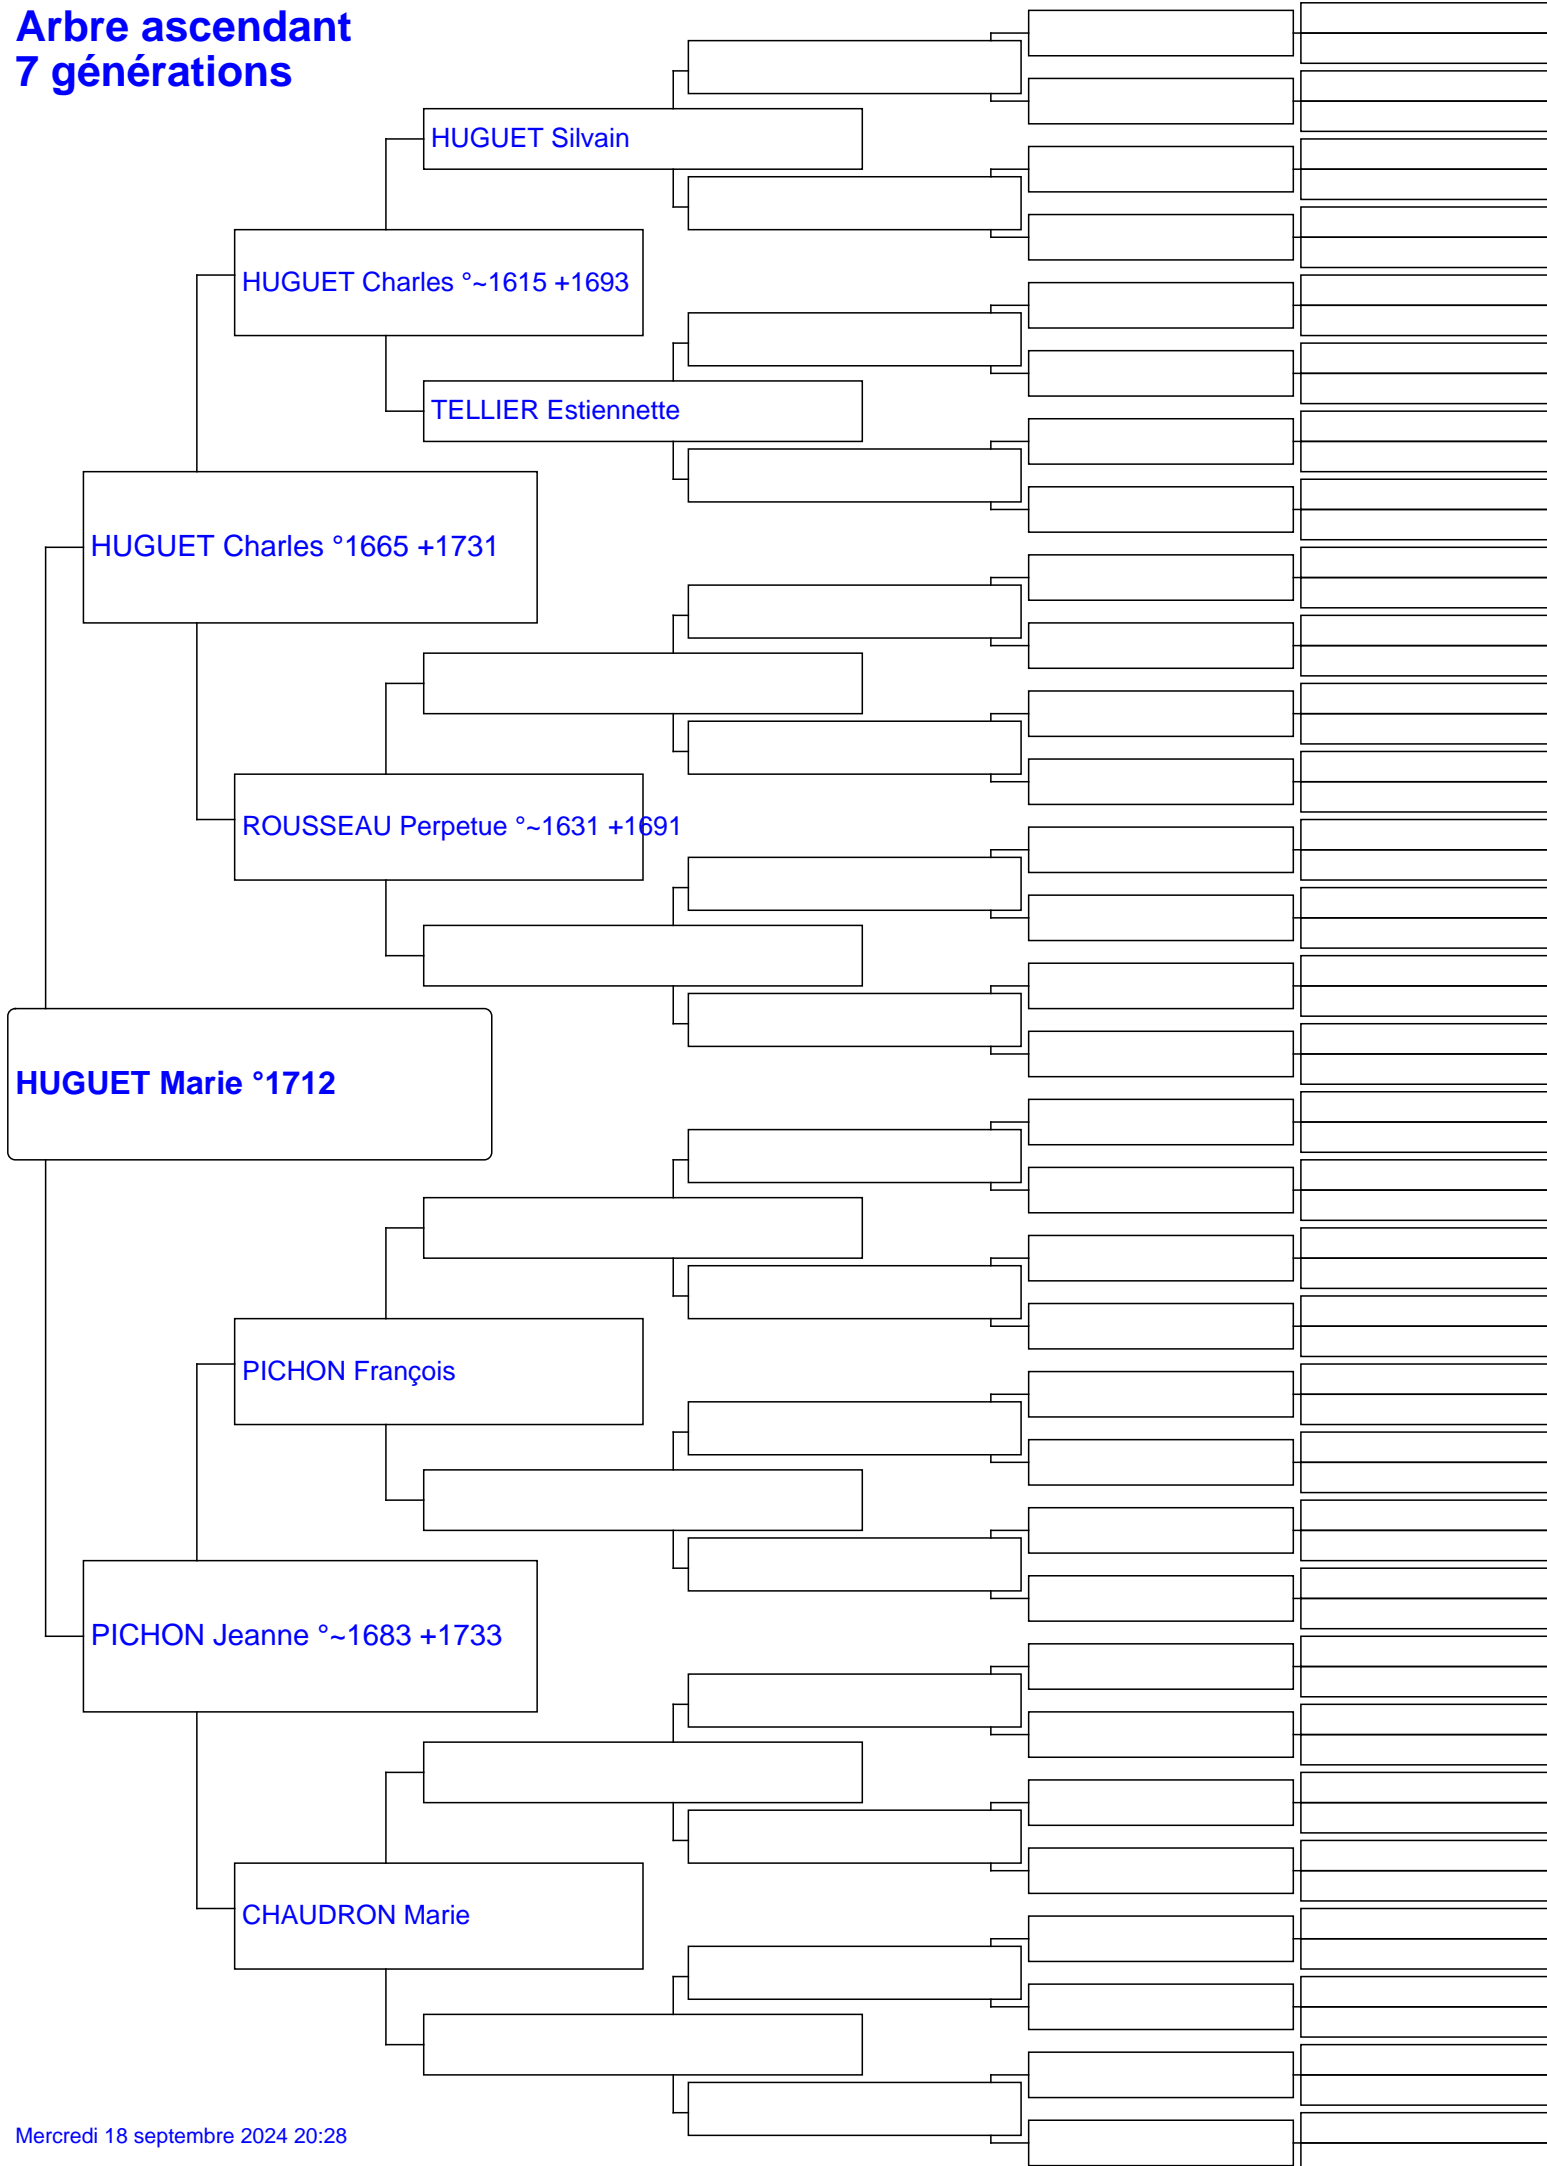 Arbre ascendant
7 générations
HUGUET Silvain
HUGUET Charles °~1615 +1693
TELLIER Estiennette
HUGUET Charles °1665 +1731
ROUSSEAU Perpetue °~1631 +1691
HUGUET Marie °1712
PICHON François
PICHON Jeanne °~1683 +1733
CHAUDRON Marie
Mercredi 18 septembre 2024 20:28